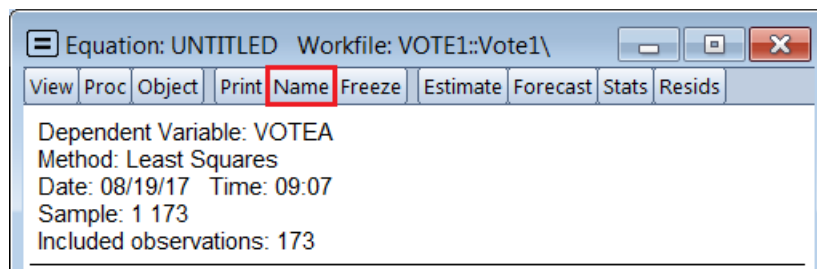 Equation: UNTITLED Workfile: VOTE1::Vote1\
View Proc Object Print Name Freeze Estimate Forecast Stats Resids
Dependent Variable: VOTEA
Method: Least Squares
Date: 08/19/17 Time: 09:07
Sample: 1 173
Included observations: 173